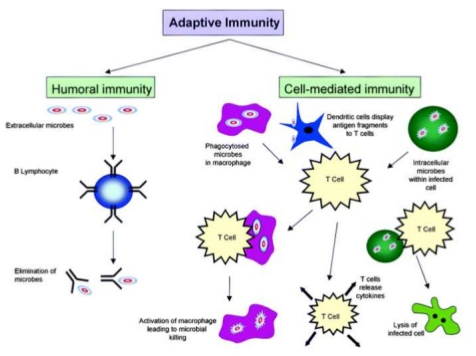 Adaptive Immunity
Humoral immunity
Cell-mediated immunity
Extracellular microbes
B Lymphocyte
Elimination of
microbes
Phagocytosed
microbes
in macrophage
Dendritic cells display
antigen fragments
to T cells
Intracellular
microbes
within infected
cell
T Cell
T Cell
T Cell
T cells
release
cytokines
T Cell
Activation of macrophage
leading to microbial
killing
Lysis of
infected cell